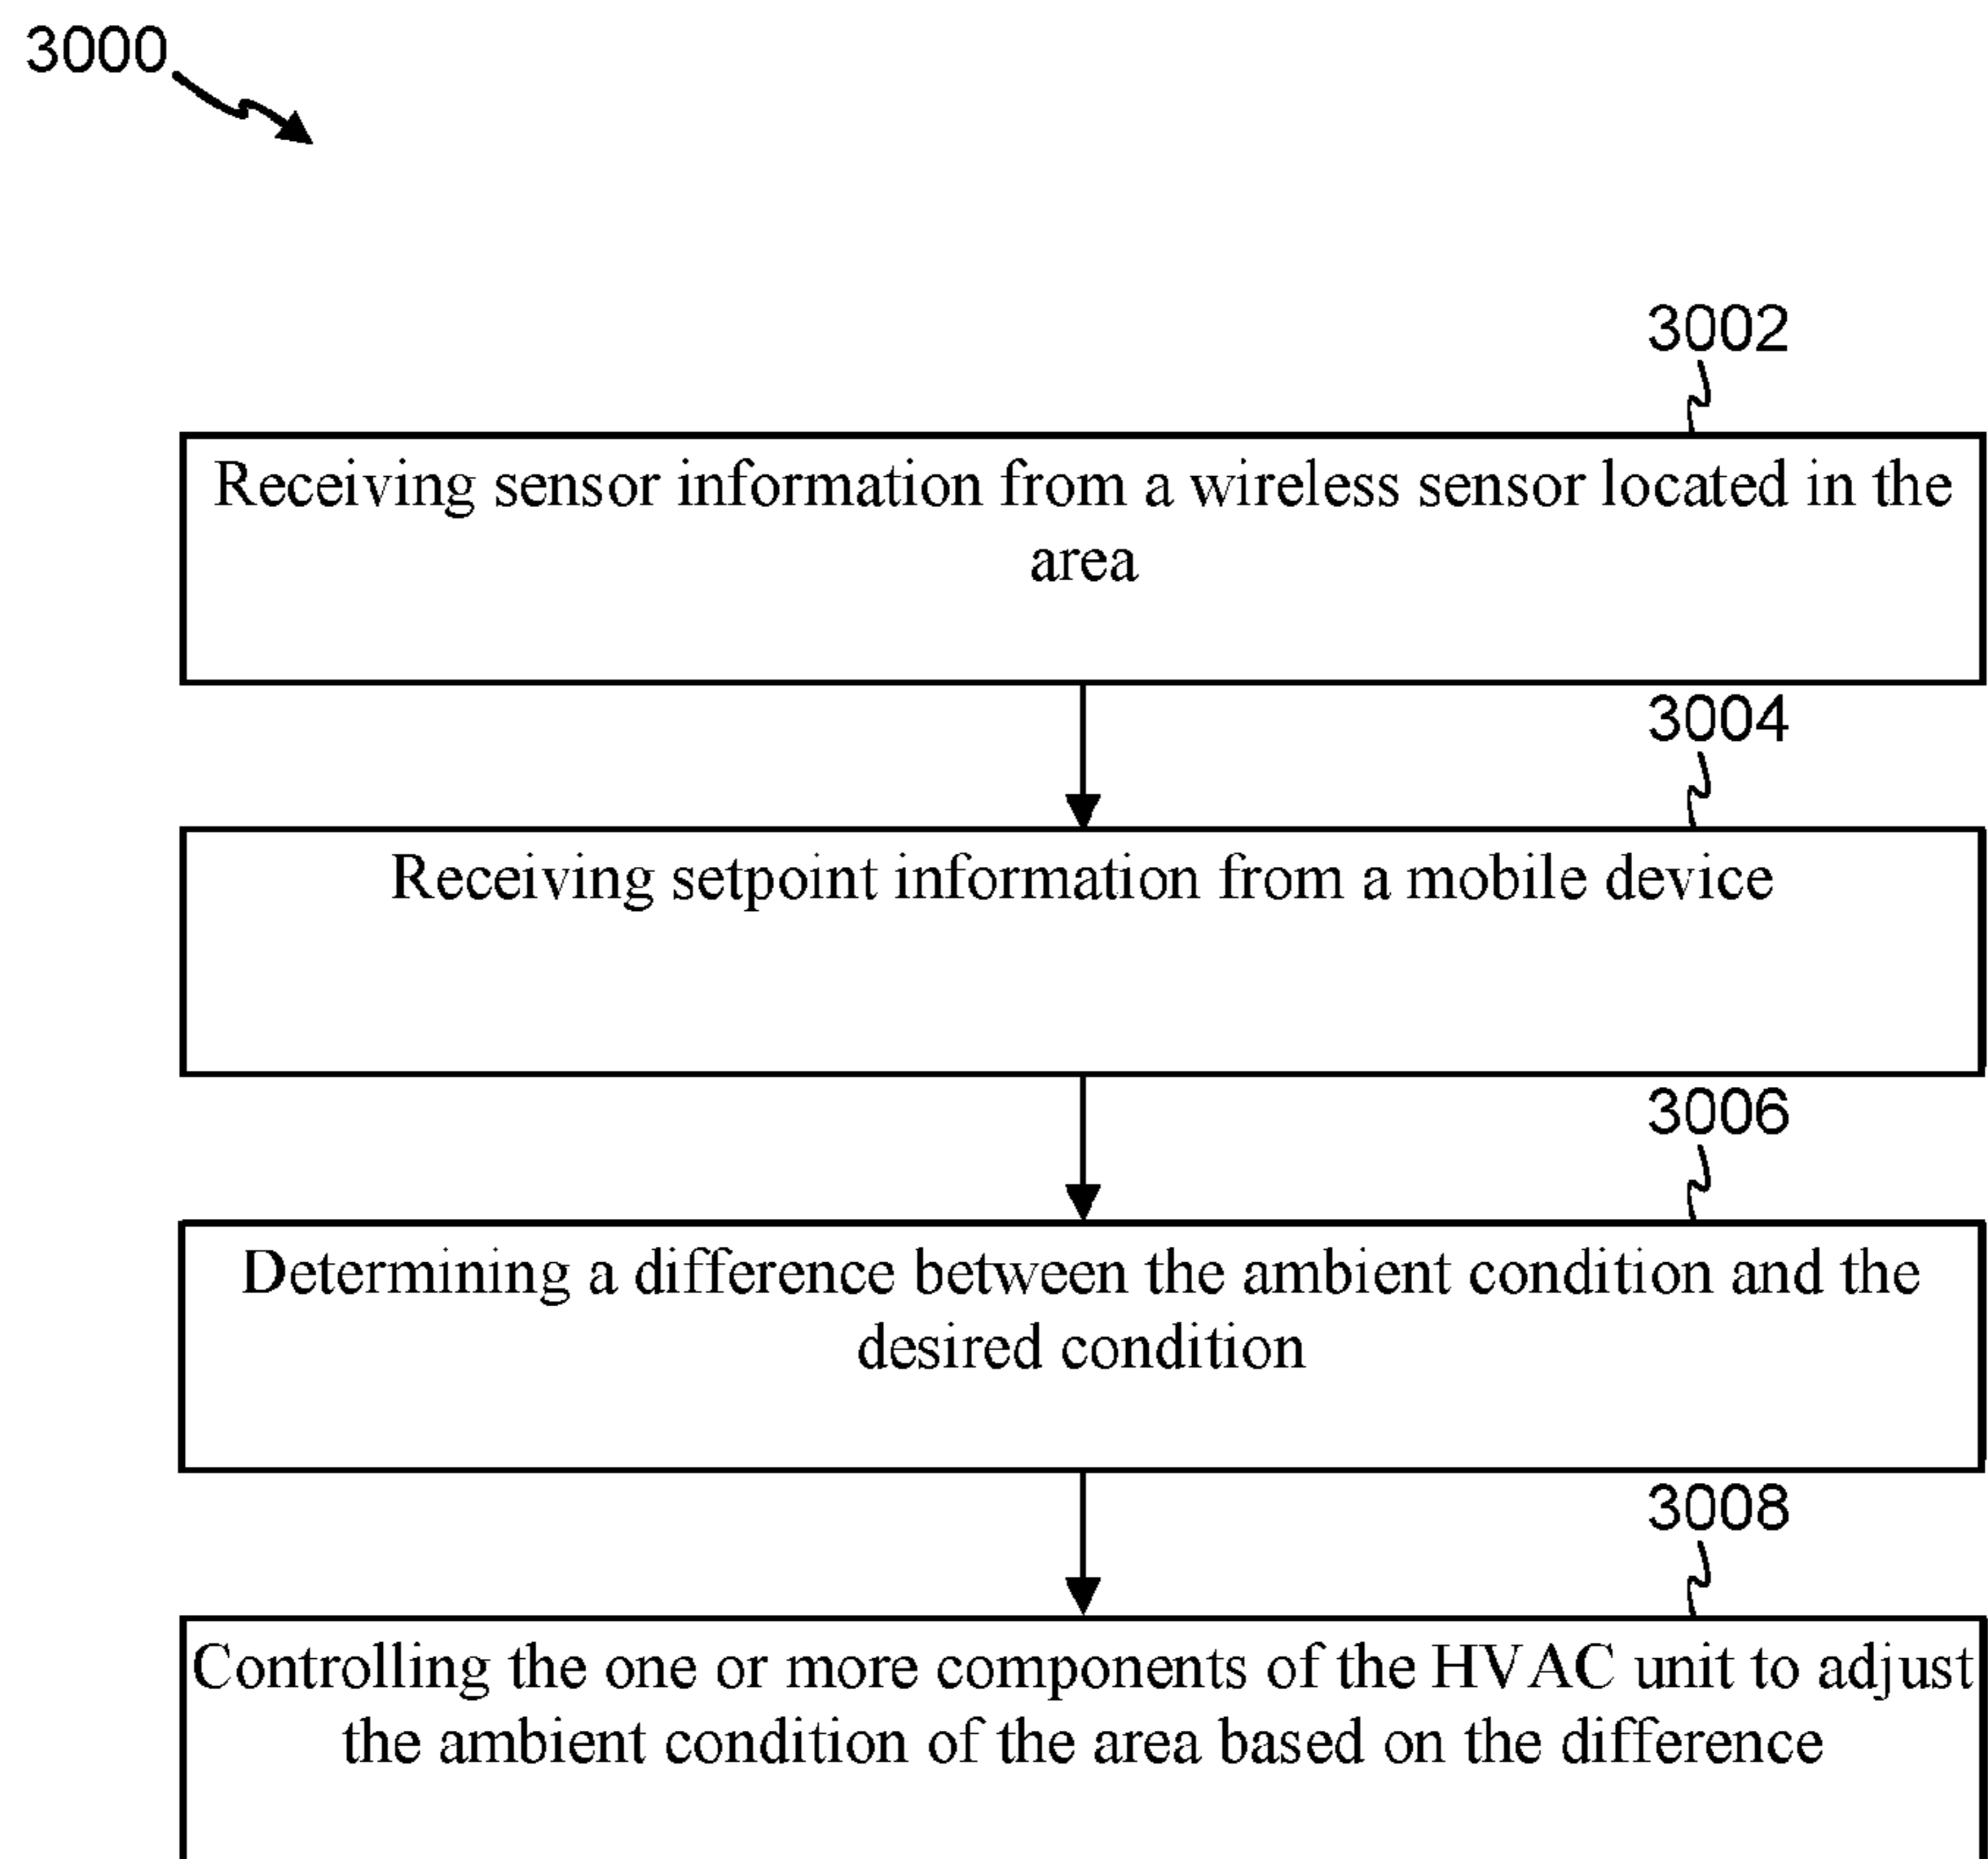 3000
3002
Receiving sensor information from a wireless sensor located in the
area
3004
Receiving setpoint information from a mobile device
3006
Determining a difference between the ambient condition and the
desired condition
3008
Controlling the one or more components of the HVAC unit to adjust
the ambient condition of the area based on the difference